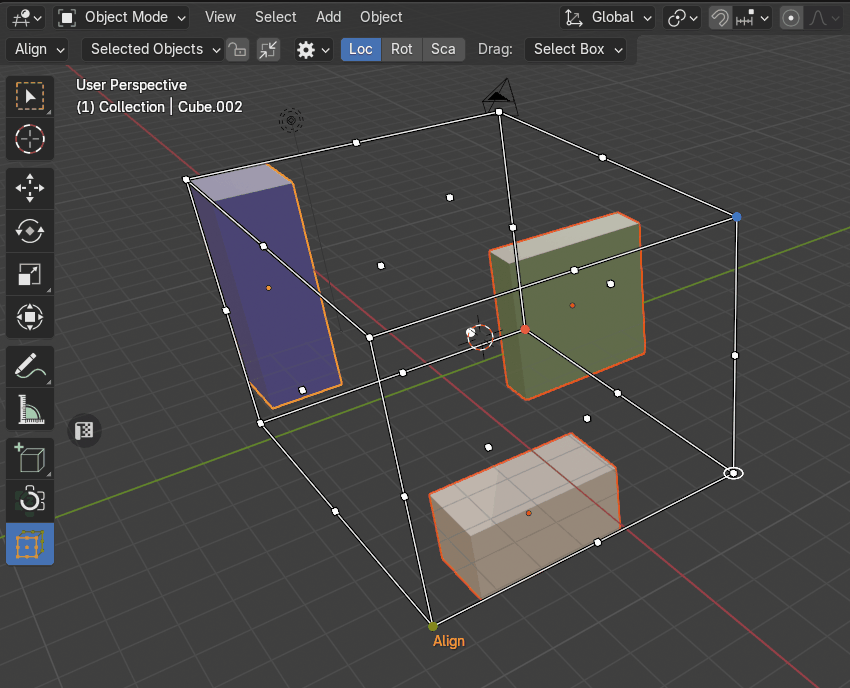 Object Mode View Select Add Object Global
Align Selected Objects Loc Rot Sca Drag: Select Box
User Perspective
(1) Collection | Cube.002
Align